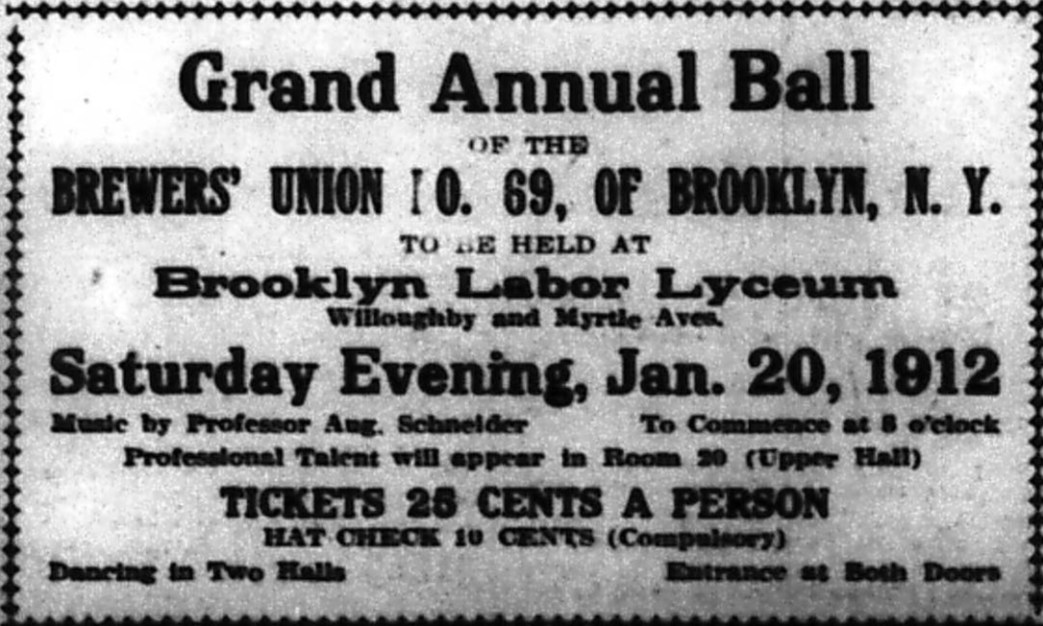 Grand Annual Ball
OF THE
BREWERS' UNION NO. 69, OF BROOKLYN, N. Y.
TO BE HELD AT
Brooklyn Labor Lyceum
Willoughby and Myrtle Aves.
Saturday Evening, Jan. 20, 1912
Music by Professor Aug. Schneider To Commence at 8 o'clock
Professional Talent will appear in Room 20 (Upper Hall)
TICKETS 25 CENTS A PERSON
HAT CHECK 10 CENTS (Compulsory)
Dancing in Two Halls Entrance at Both Doors